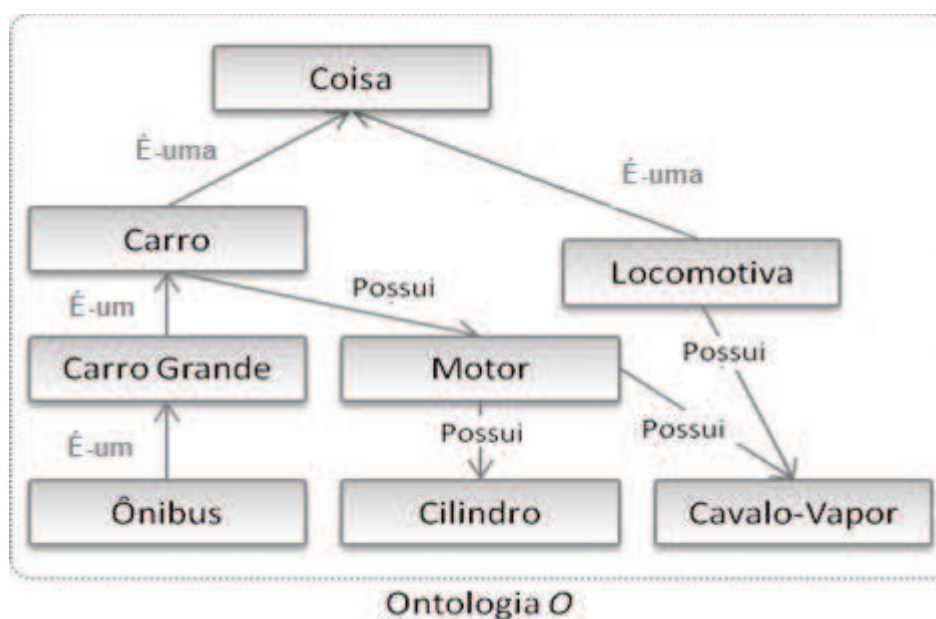 Coisa
É-uma
É-uma
Carro
Locomotiva
Possui
É-um
Possui
Carro Grande
Motor
Possui
Possui
É-um
Ônibus
Cilindro
Cavalo-Vapor
Ontologia O